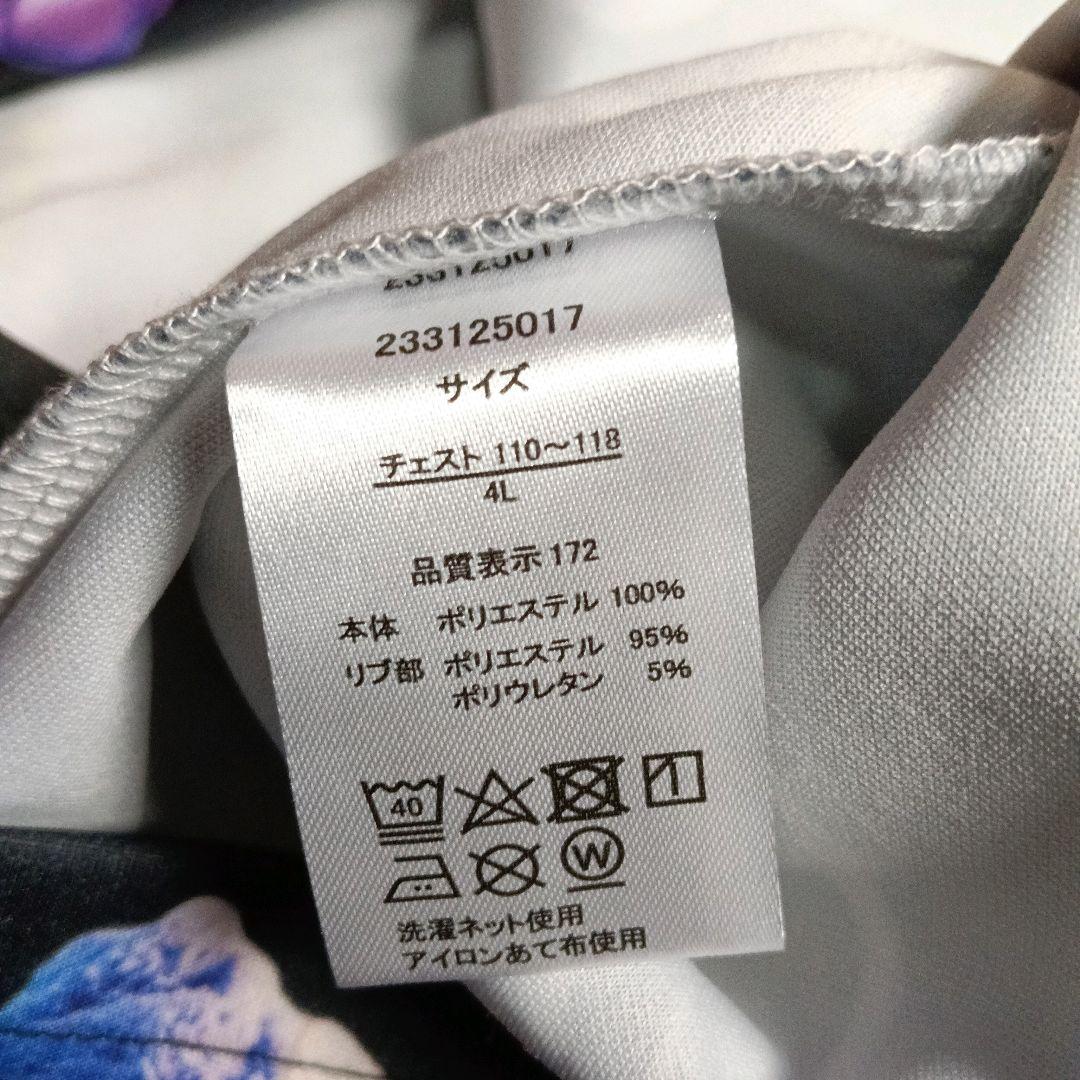 233125017
233125017
サイズ
チェスト 110〜118
4L
品質表示 172
本体 ポリエステル 100%
リブ部 ポリエステル 95%
ポリウレタン 5%
40
W
洗濯ネット使用
アイロンあて布使用